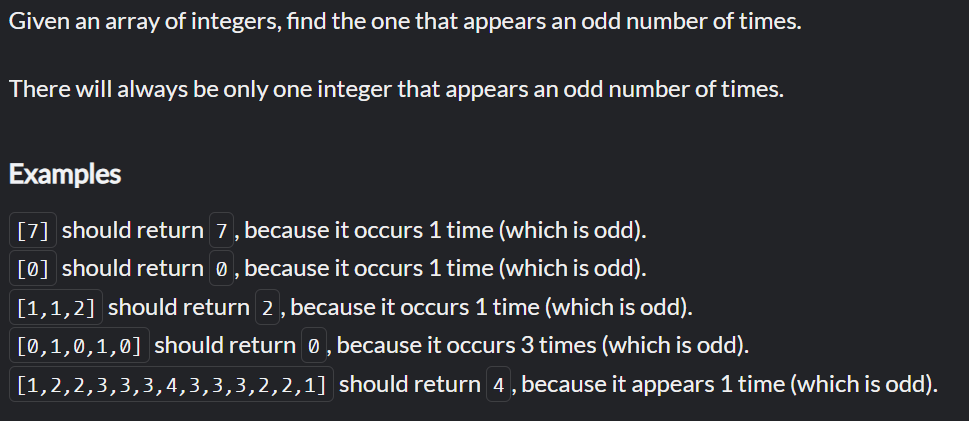 Given an array of integers, find the one that appears an odd number of times.
There will always be only one integer that appears an odd number of times.
Examples
[7] should return 7, because it occurs 1 time (which is odd).
[0] should return 0, because it occurs 1 time (which is odd).
[1,1,2] should return 2, because it occurs 1 time (which is odd).
[0,1,0,1,0] should return 0, because it occurs 3 times (which is odd).
[1,2,2,3,3,3,4,3,3,3,2,2,1] should return 4, because it appears 1 time (which is odd).